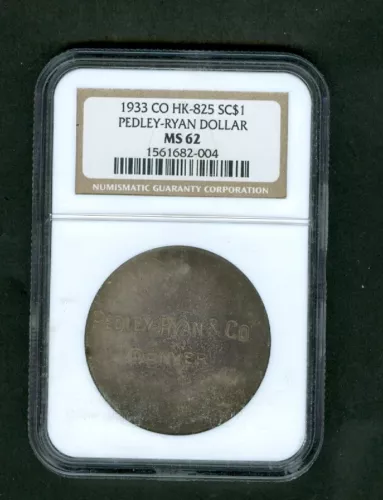 1933 CO HK-825 SC$1
PEDLEY-RYAN DOLLAR
MS 62
1561682-004
NUMISMATIC GUARANTY CORPORATION
PEDLEY-RYAN & CO
DENVER